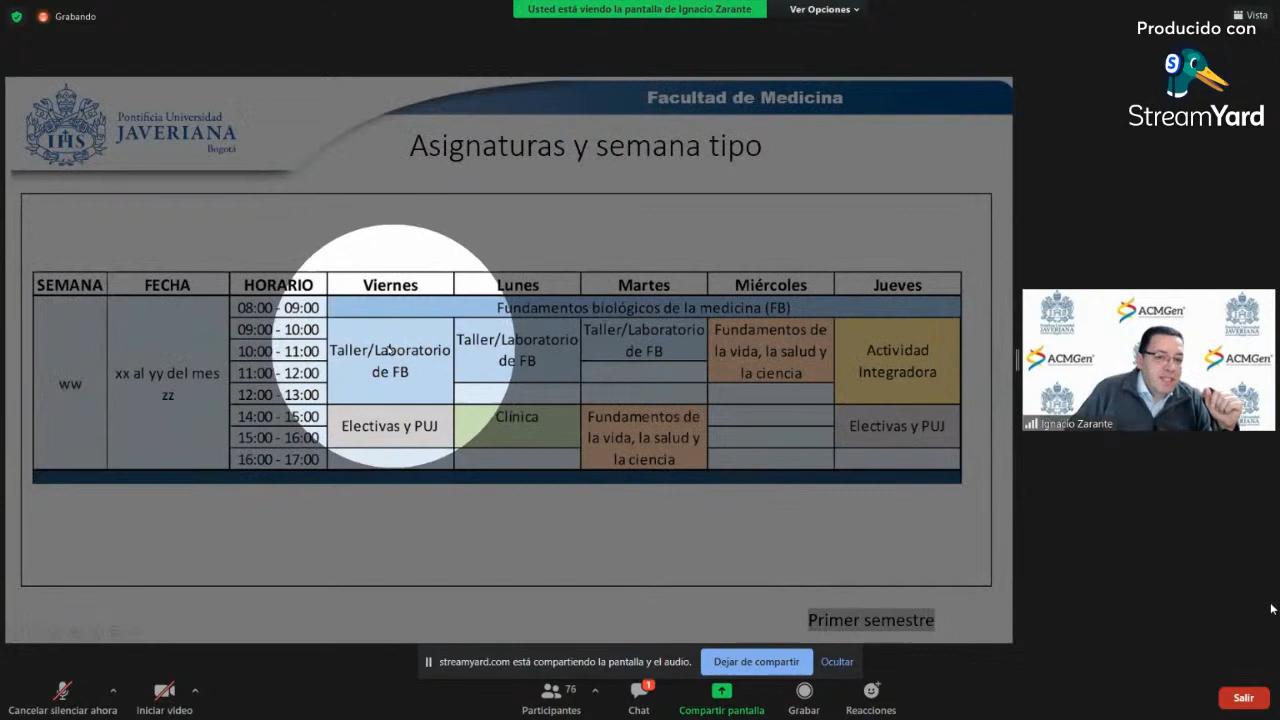 Grabando
Usted está viendo la pantalla de Ignacio Zarante
Ver Opciones
Vista
Producido con
S
StreamYard
IHS
Pontificia Universidad
JAVERIANA
Bogotá
Facultad de Medicina
Asignaturas y semana tipo
SEMANA FECHA HORARIO Viernes Lunes Martes Miércoles Jueves
08:00 - 09:00 Fundamentos biológicos de la medicina (FB)
09:00 - 10:00
10:00 - 11:00
11:00 - 12:00
12:00 - 13:00
14:00 - 15:00
15:00 - 16:00
16:00 - 17:00
ww
xx al yy del mes
zz
Taller/Laboratorio
de FB
Taller/Laboratorio
de FB
Taller/Laboratorio
de FB
Fundamentos de
la vida, la salud y
la ciencia
Actividad
Integradora
Electivas y PUJ
Clínica
Fundamentos de
la vida, la salud y
la ciencia
Electivas y PUJ
Primer semestre
ACMGen
ACMGen
ACMGen
Ignacio Zarante
streamyard.com está compartiendo la pantalla y el audio.
Dejar de compartir
Ocultar
Cancelar silenciar ahora
Iniciar video
76
Participantes
1
Chat
Compartir pantalla
Grabar
Reacciones
Salir